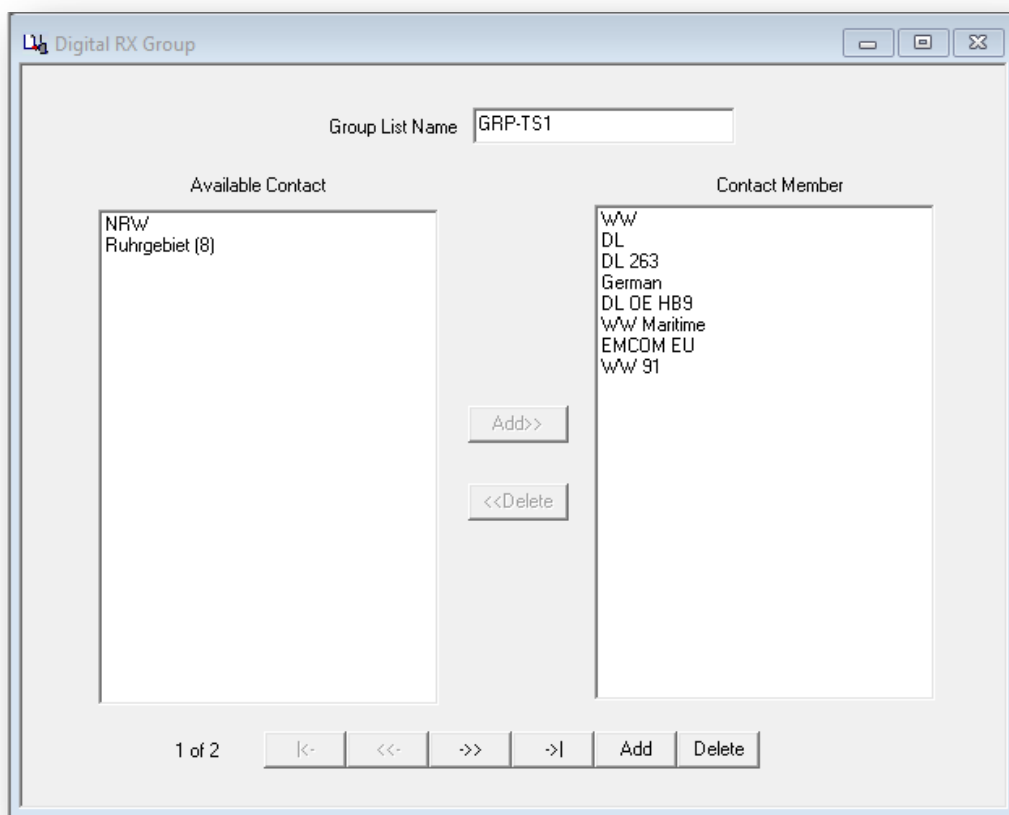 Digital RX Group
Group List Name GRP-TS1
Available Contact
Contact Member
NRW
Ruhrgebiet (8)
WW
DL
DL 263
German
DL OE HB9
WW Maritime
EMCOM EU
WW 91
Add>>
<<Delete
1 of 2 |<- <<- ->> ->| Add Delete